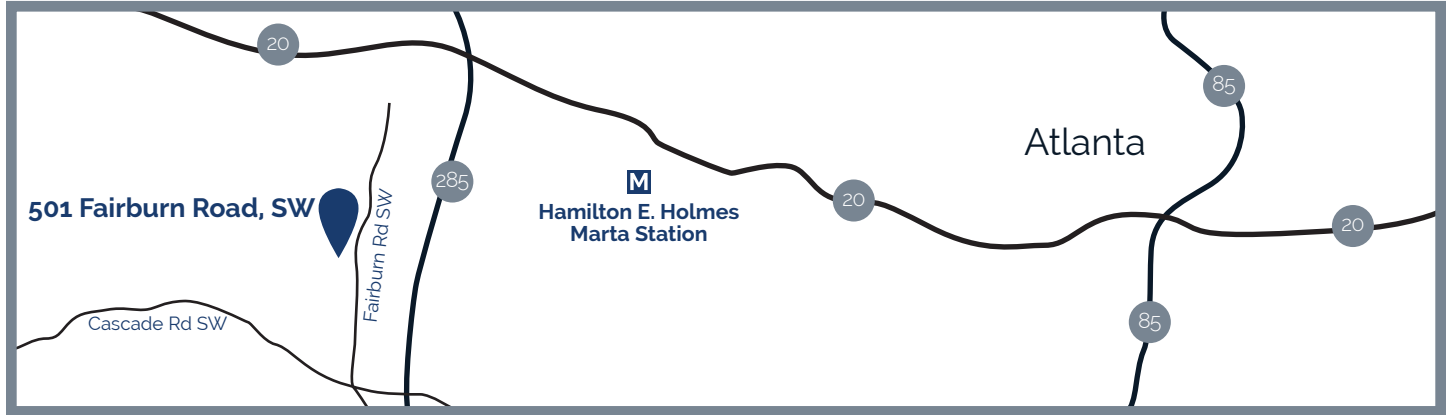 20
85
Atlanta
285
M
501 Fairburn Road, SW
Fairburn Rd SW
Hamilton E. Holmes
Marta Station
20
20
Cascade Rd SW
85